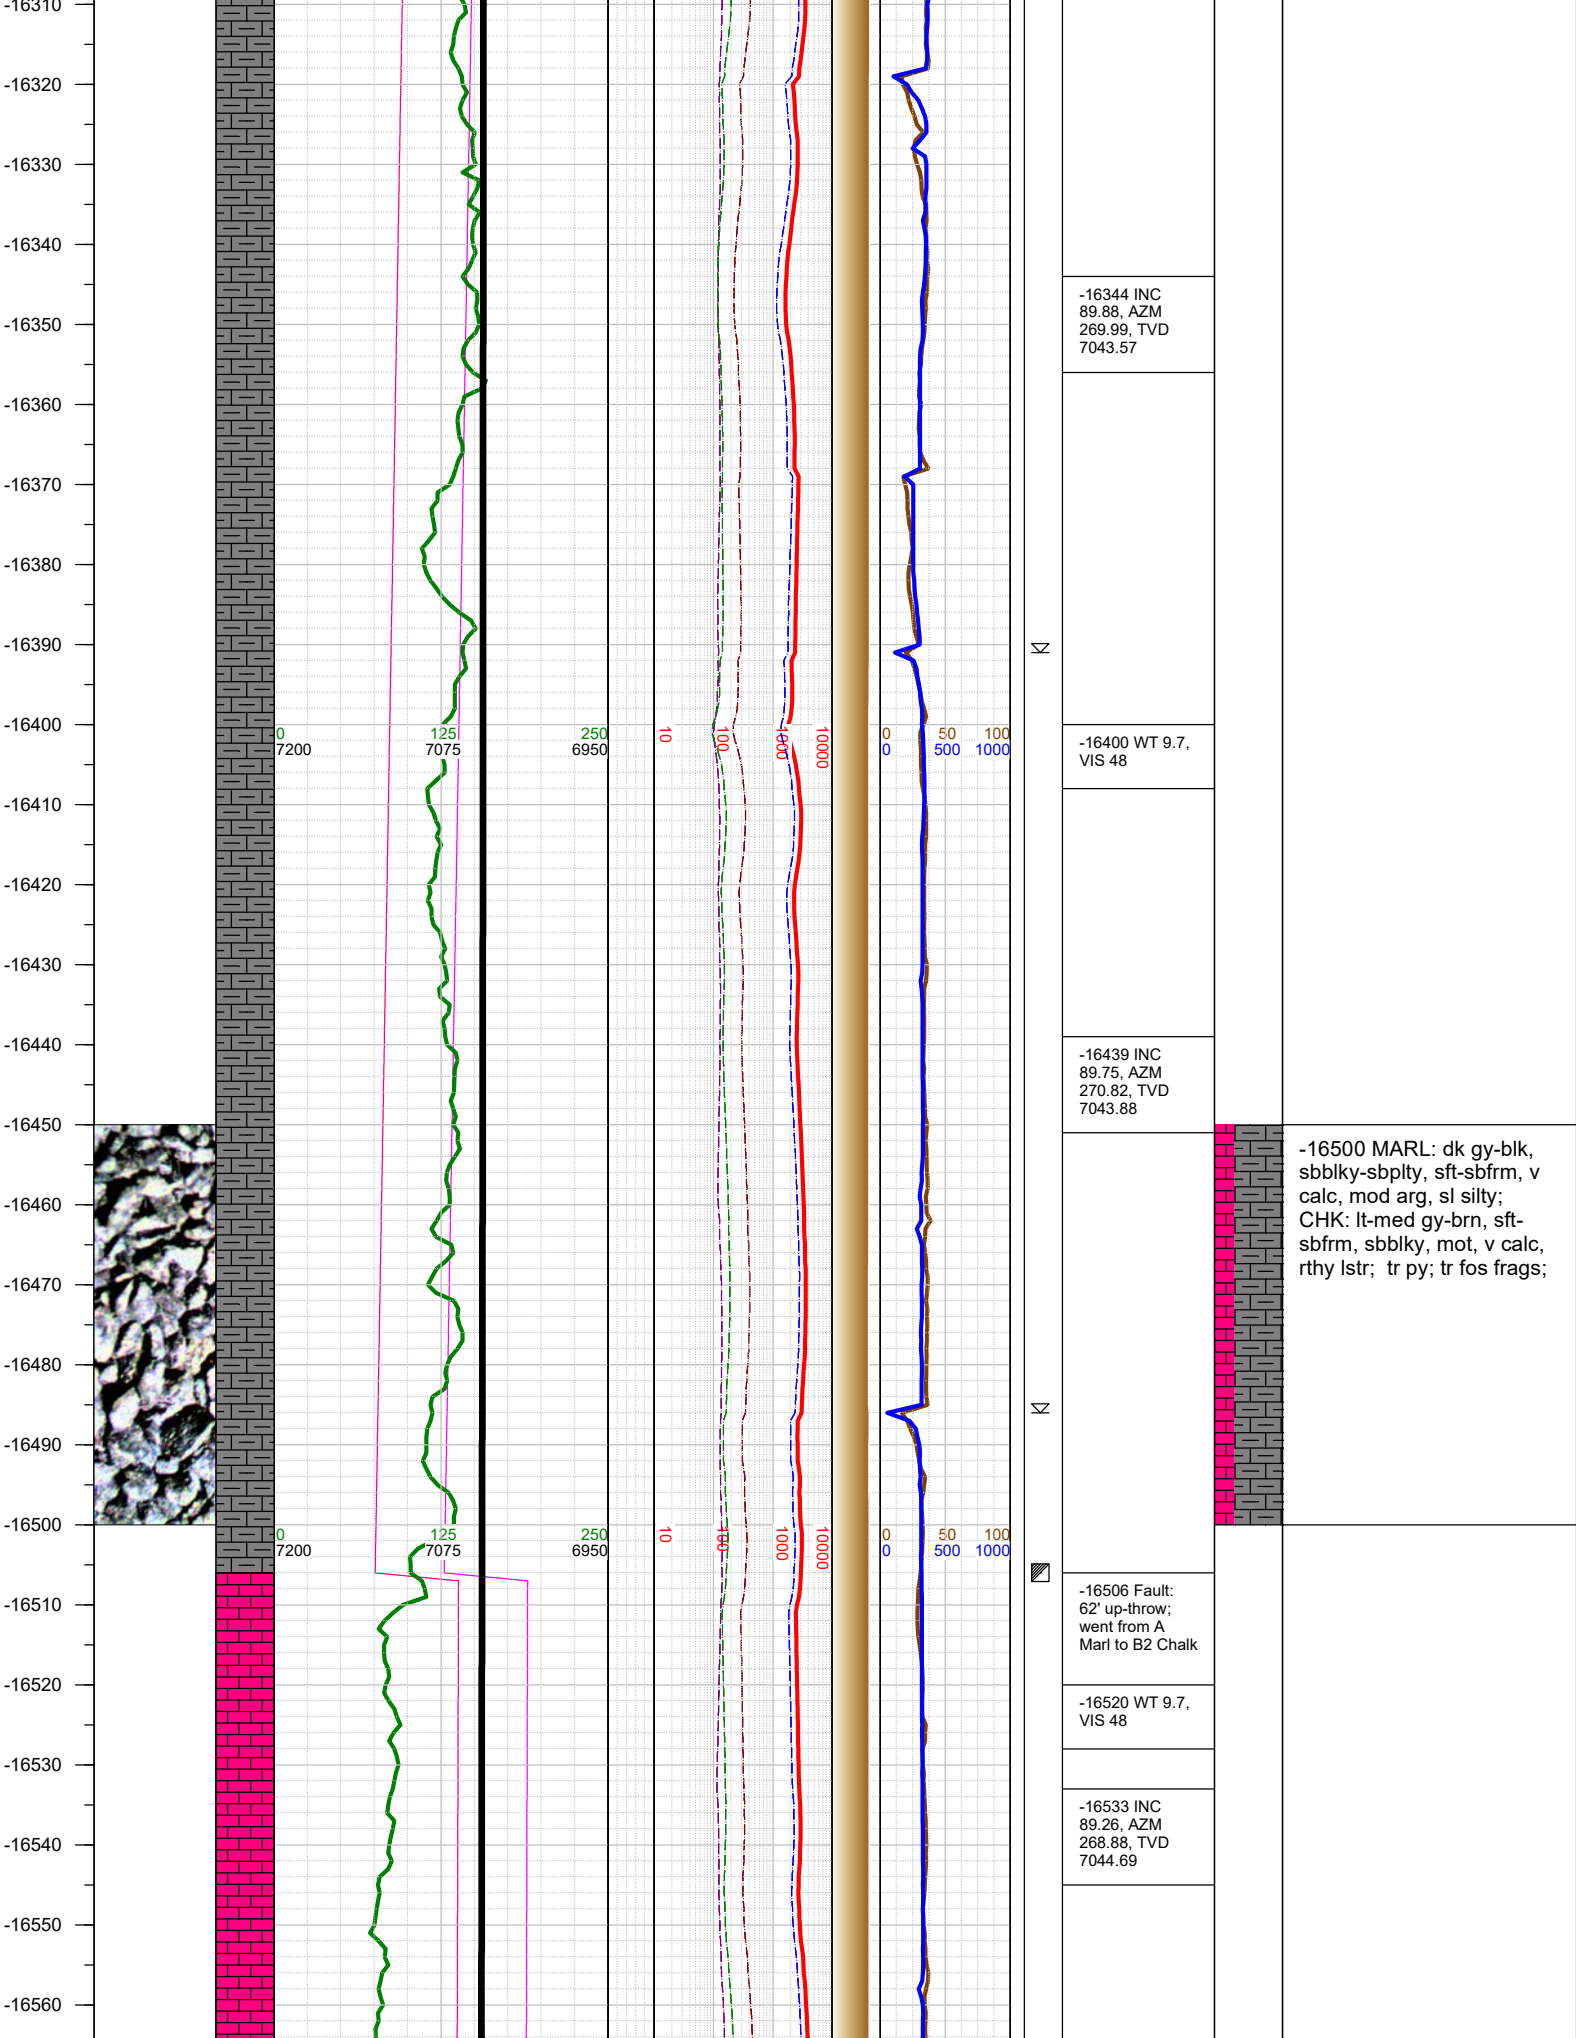 -16310
-16320
-16330
-16340
-16344 INC
89.88, AZM
269.99, TVD
7043.57
-16350
-16360
-16370
-16380
-16390
-16400
0 125 250
7200 7075 6950
10 100 1000 10000
0 50 100
0 500 1000
-16400 WT 9.7,
VIS 48
-16410
-16420
-16430
-16440
-16439 INC
89.75, AZM
270.82, TVD
7043.88
-16450
-16500 MARL: dk gy-blk,
sbblky-sbplty, sft-sbfrm, v
calc, mod arg, sl silty;
CHK: lt-med gy-brn, sft-
sbfrm, sbblky, mot, v calc,
rthy lstr; tr py; tr fos frags;
-16460
-16470
-16480
-16490
-16500
0 125 250
7200 7075 6950
10 100 1000 10000
0 50 100
0 500 1000
-16506 Fault:
62' up-throw;
went from A
Marl to B2 Chalk
-16510
-16520
-16520 WT 9.7,
VIS 48
-16530
-16533 INC
89.26, AZM
268.88, TVD
7044.69
-16540
-16550
-16560